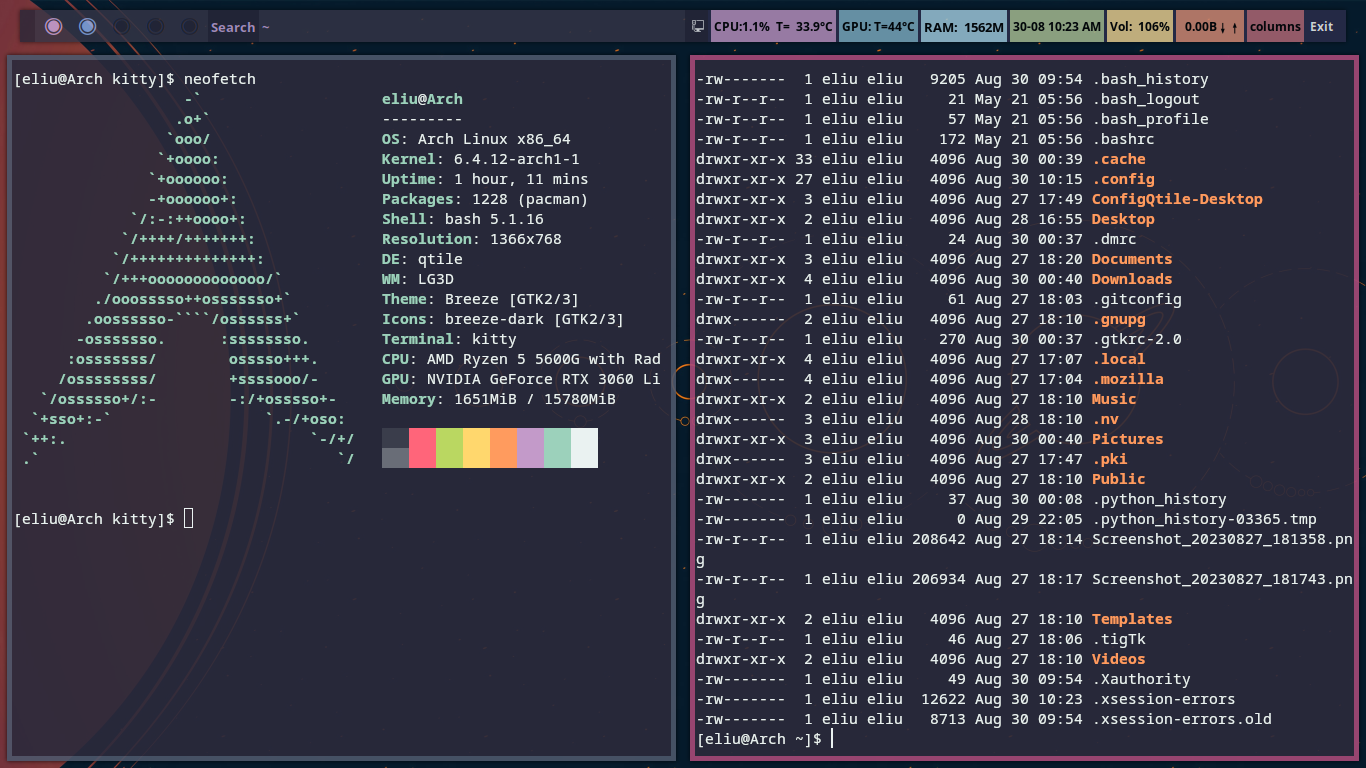 Search ~ CPU:1.1% T= 33.9°C GPU: T=44°C RAM: 1562M 30-08 10:23 AM Vol: 106% 0.00B↓ ↑ columns Exit
[eliu@Arch kitty]$ neofetch
                   -`
                  .o+`
                 `ooo/
                `+oooo:
               `+oooooo:
               -+oooooo+:
             `/:-:++oooo+:
            `/++++/+++++++:
           `/++++++++++++++:
          `/+++ooooooooooooo/`
         ./ooosssso++osssssso+`
        .oossssso-````/ossssss+`
       -osssssso.      :ssssssso.
      :osssssss/        osssso+++.
     /ossssssss/        +ssssooo/-
   `/ossssso+/:-        -:/+osssso+-
  `+sso+:-`                 `.-/+oso:
 `++:.                           `-/+/
 .`                                 `/
eliu@Arch
---------
OS: Arch Linux x86_64
Kernel: 6.4.12-arch1-1
Uptime: 1 hour, 11 mins
Packages: 1228 (pacman)
Shell: bash 5.1.16
Resolution: 1366x768
DE: qtile
WM: LG3D
Theme: Breeze [GTK2/3]
Icons: breeze-dark [GTK2/3]
Terminal: kitty
CPU: AMD Ryzen 5 5600G with Rad
GPU: NVIDIA GeForce RTX 3060 Li
Memory: 1651MiB / 15780MiB
[eliu@Arch kitty]$
-rw-------  1 eliu eliu   9205 Aug 30 09:54 .bash_history
-rw-r--r--  1 eliu eliu     21 May 21 05:56 .bash_logout
-rw-r--r--  1 eliu eliu     57 May 21 05:56 .bash_profile
-rw-r--r--  1 eliu eliu    172 May 21 05:56 .bashrc
drwxr-xr-x 33 eliu eliu   4096 Aug 30 00:39 .cache
drwxr-xr-x 27 eliu eliu   4096 Aug 30 10:15 .config
drwxr-xr-x  3 eliu eliu   4096 Aug 27 17:49 ConfigQtile-Desktop
drwxr-xr-x  2 eliu eliu   4096 Aug 28 16:55 Desktop
-rw-r--r--  1 eliu eliu     24 Aug 30 00:37 .dmrc
drwxr-xr-x  3 eliu eliu   4096 Aug 27 18:20 Documents
drwxr-xr-x  4 eliu eliu   4096 Aug 30 00:40 Downloads
-rw-r--r--  1 eliu eliu     61 Aug 27 18:03 .gitconfig
drwx------  2 eliu eliu   4096 Aug 27 18:10 .gnupg
-rw-r--r--  1 eliu eliu    270 Aug 30 00:37 .gtkrc-2.0
drwxr-xr-x  4 eliu eliu   4096 Aug 27 17:07 .local
drwx------  4 eliu eliu   4096 Aug 27 17:04 .mozilla
drwxr-xr-x  2 eliu eliu   4096 Aug 27 18:10 Music
drwx------  3 eliu eliu   4096 Aug 28 18:10 .nv
drwxr-xr-x  3 eliu eliu   4096 Aug 30 00:40 Pictures
drwx------  3 eliu eliu   4096 Aug 27 17:47 .pki
drwxr-xr-x  2 eliu eliu   4096 Aug 27 18:10 Public
-rw-------  1 eliu eliu     37 Aug 30 00:08 .python_history
-rw-r--r--  1 eliu eliu      0 Aug 29 22:05 .python_history-03365.tmp
-rw-r--r--  1 eliu eliu 208642 Aug 27 18:14 Screenshot_20230827_181358.pn
g
-rw-r--r--  1 eliu eliu 206934 Aug 27 18:17 Screenshot_20230827_181743.pn
g
drwxr-xr-x  2 eliu eliu   4096 Aug 27 18:10 Templates
-rw-r--r--  1 eliu eliu     46 Aug 27 18:06 .tigTk
drwxr-xr-x  2 eliu eliu   4096 Aug 27 18:10 Videos
-rw-------  1 eliu eliu     49 Aug 30 09:54 .Xauthority
-rw-------  1 eliu eliu  12622 Aug 30 10:23 .xsession-errors
-rw-------  1 eliu eliu   8713 Aug 30 09:54 .xsession-errors.old
[eliu@Arch ~]$